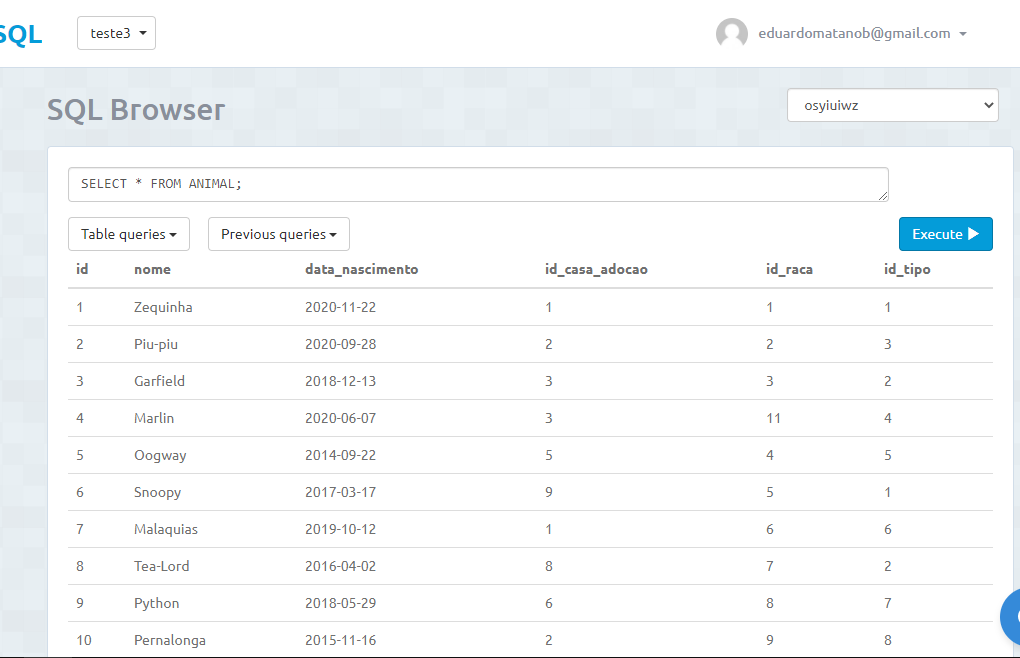 SQL teste3 eduardomatanob@gmail.com
SQL Browser osyiuiwz
SELECT * FROM ANIMAL;
Table queries Previous queries Execute
id nome data_nascimento id_casa_adocao id_raca id_tipo
1 Zequinha 2020-11-22 1 1 1
2 Piu-piu 2020-09-28 2 2 3
3 Garfield 2018-12-13 3 3 2
4 Marlin 2020-06-07 3 11 4
5 Oogway 2014-09-22 5 4 5
6 Snoopy 2017-03-17 9 5 1
7 Malaquias 2019-10-12 1 6 6
8 Tea-Lord 2016-04-02 8 7 2
9 Python 2018-05-29 6 8 7
10 Pernalonga 2015-11-16 2 9 8